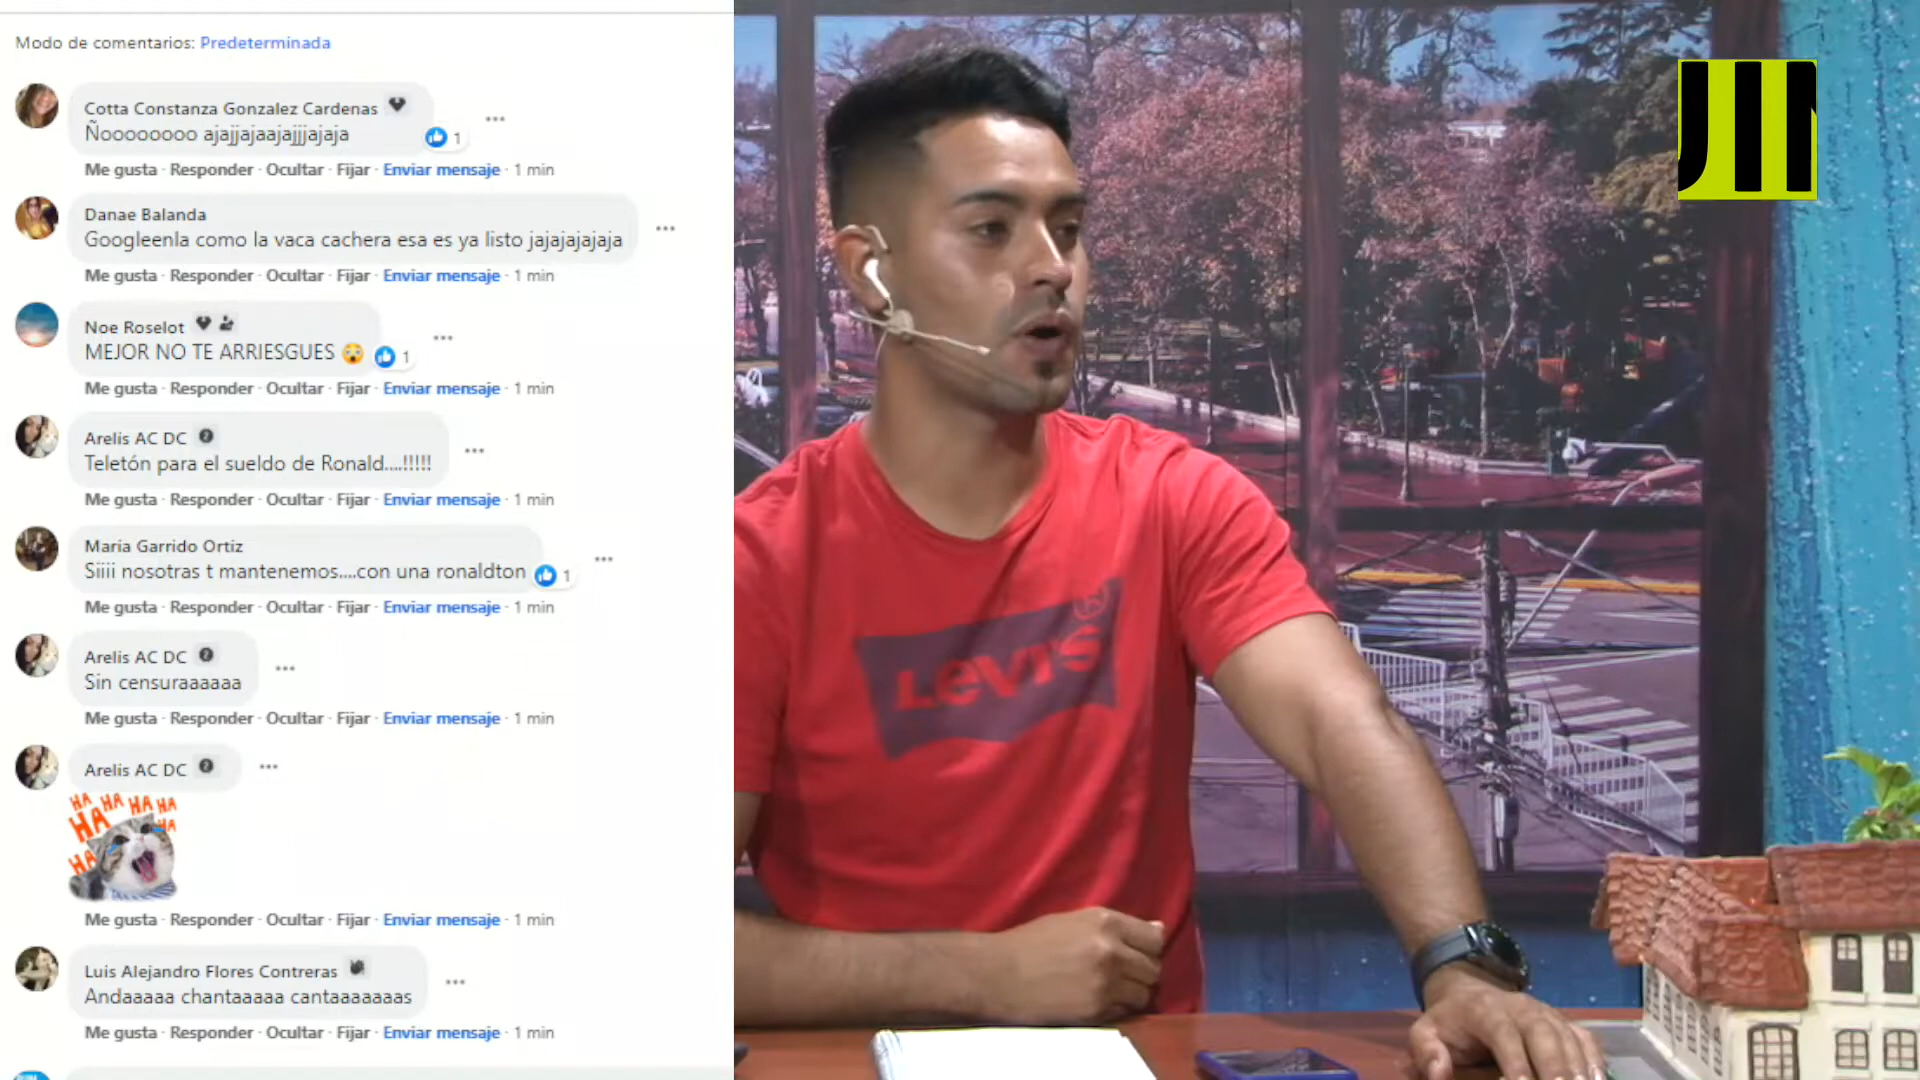 Modo de comentarios: Predeterminada
Cotta Constanza Gonzalez Cardenas
Ñoooooooo ajajjajaajajjjajaja
1
Me gusta · Responder · Ocultar · Fijar · Enviar mensaje · 1 min
Danae Balanda
Googleenla como la vaca cachera esa es ya listo jajajajajaja
Me gusta · Responder · Ocultar · Fijar · Enviar mensaje · 1 min
Noe Roselot
MEJOR NO TE ARRIESGUES
1
Me gusta · Responder · Ocultar · Fijar · Enviar mensaje · 1 min
Arelis AC DC
Teletón para el sueldo de Ronald....!!!!!
Me gusta · Responder · Ocultar · Fijar · Enviar mensaje · 1 min
Maria Garrido Ortiz
Siiii nosotras t mantenemos....con una ronaldton
1
Me gusta · Responder · Ocultar · Fijar · Enviar mensaje · 1 min
Arelis AC DC
Sin censuraaaaaa
Me gusta · Responder · Ocultar · Fijar · Enviar mensaje · 1 min
Arelis AC DC
HA HA HA HA
HA HA
HA
HA
Me gusta · Responder · Ocultar · Fijar · Enviar mensaje · 1 min
Luis Alejandro Flores Contreras
Andaaaaa chantaaaaa cantaaaaaaas
Me gusta · Responder · Ocultar · Fijar · Enviar mensaje · 1 min
Levi's